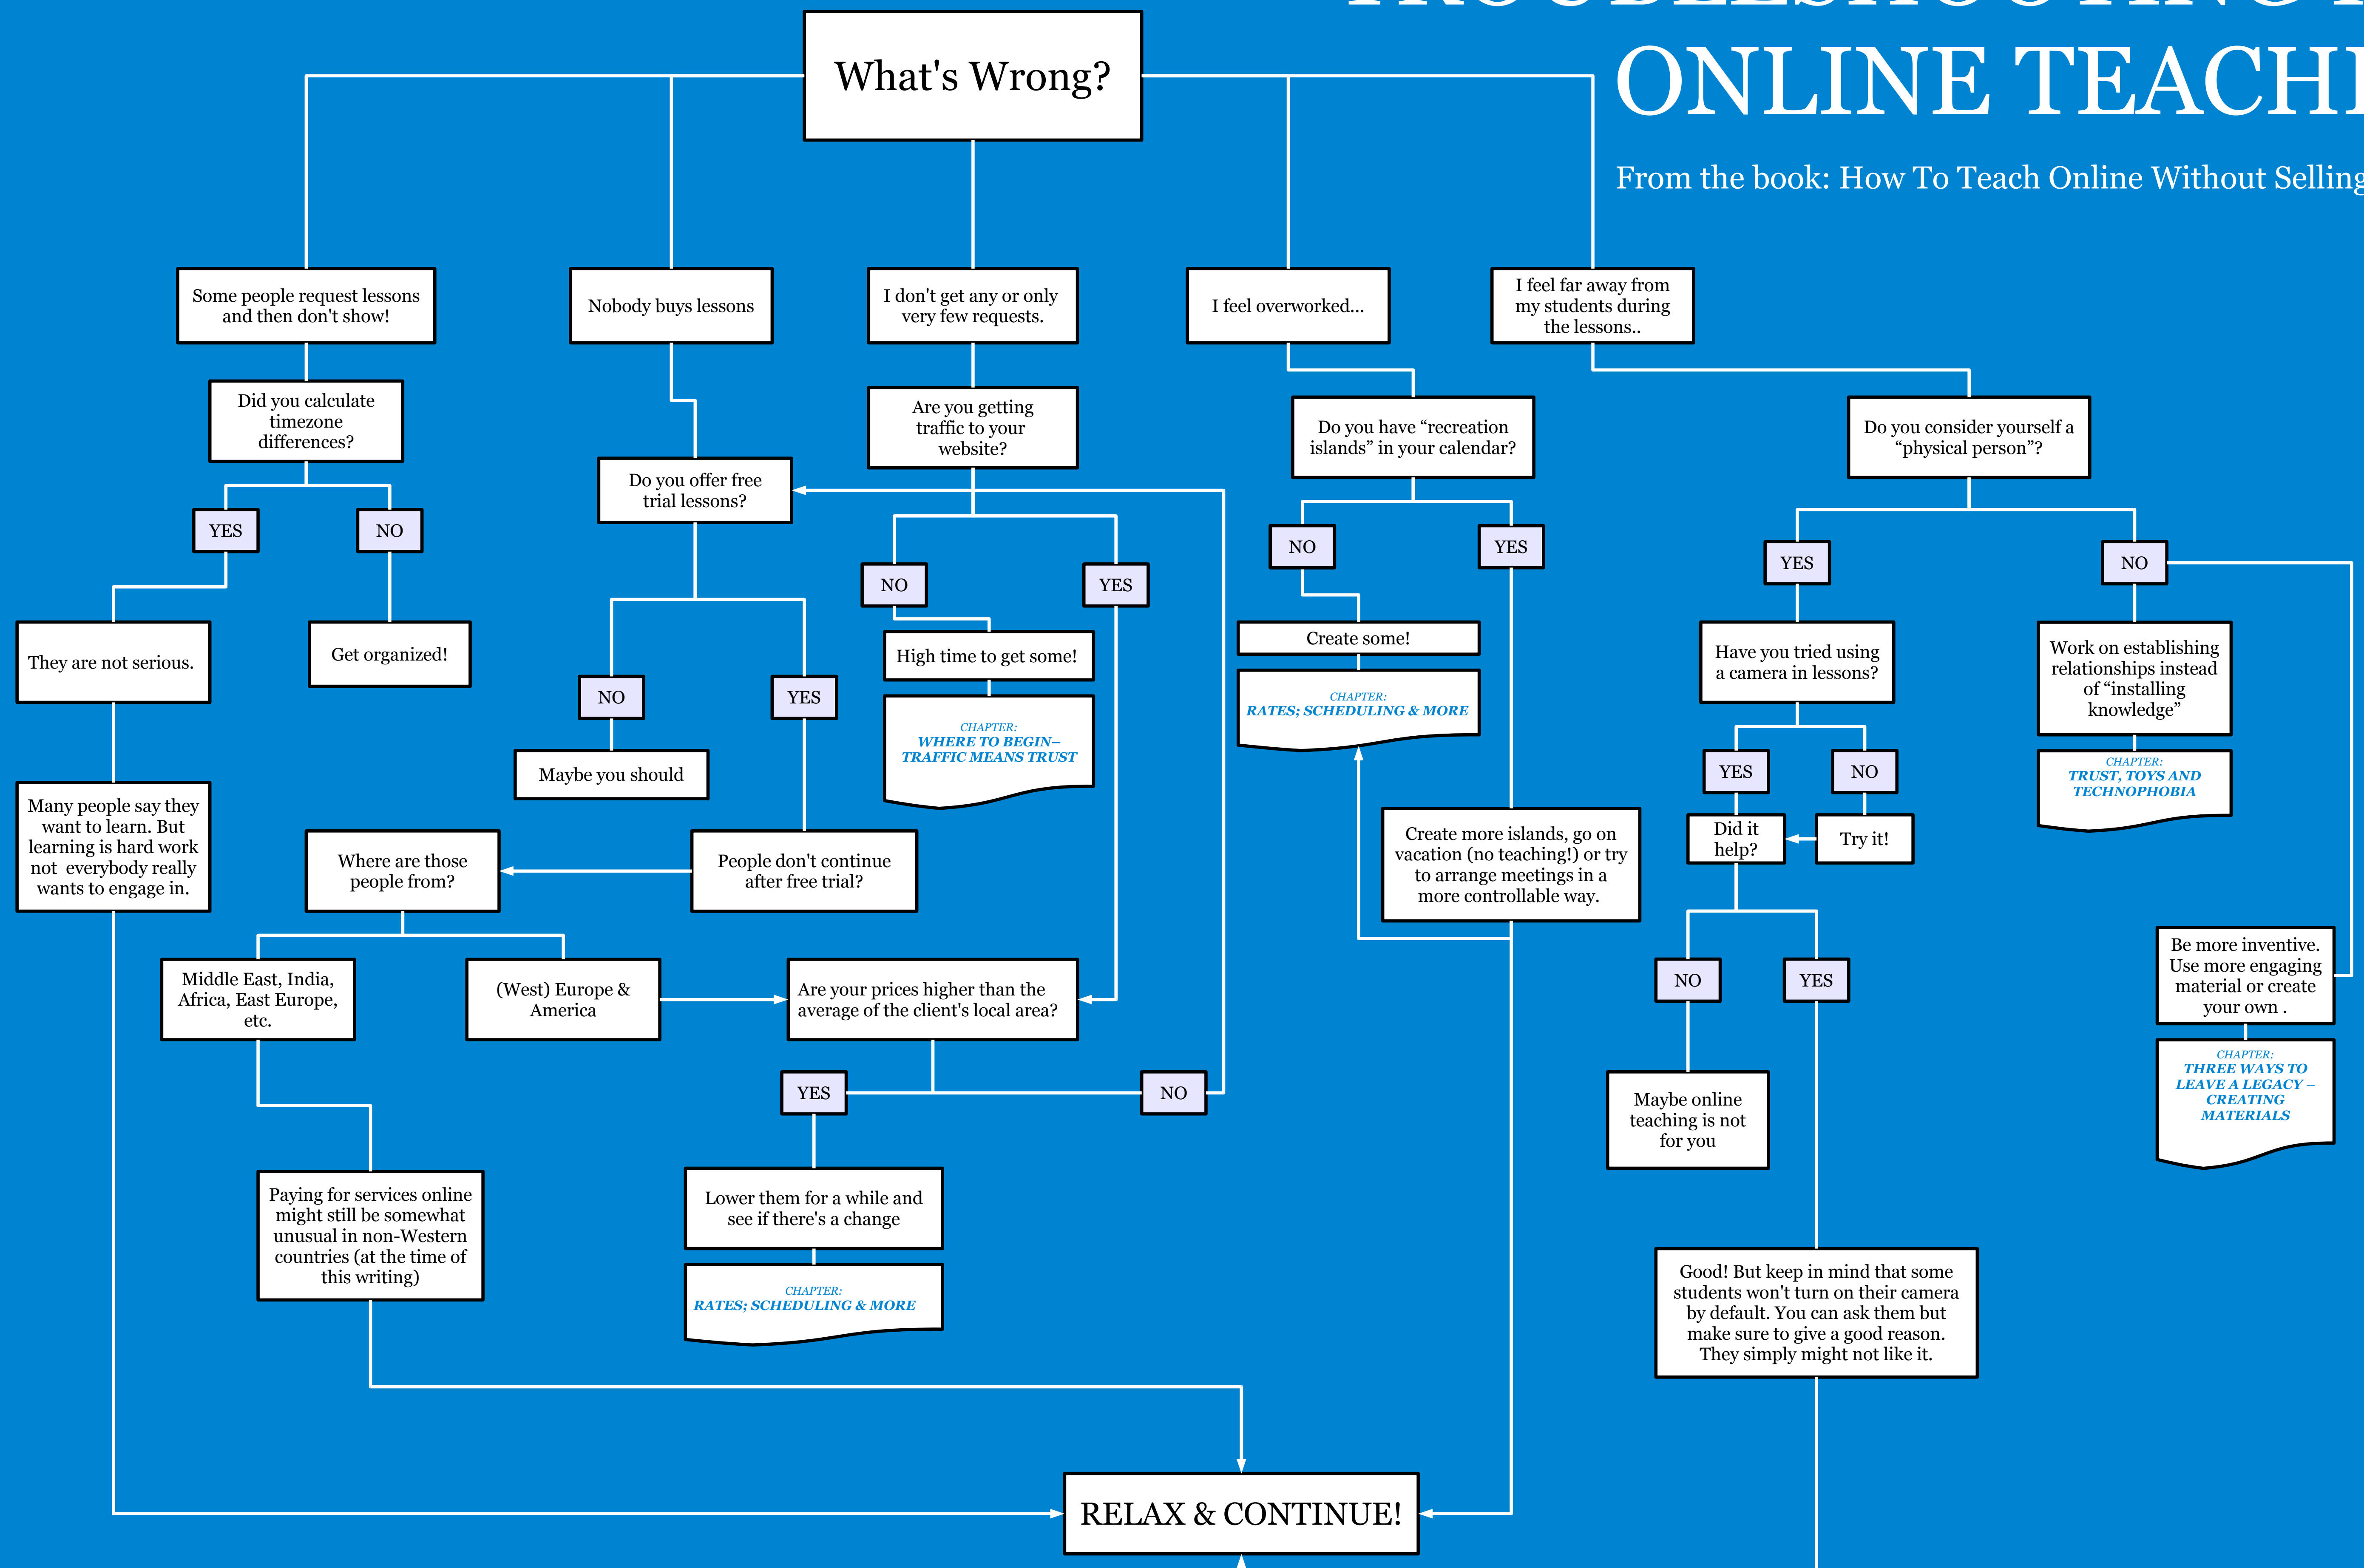 What's Wrong?
ONLINE TEACHI
From the book: How To Teach Online Without Selling
Some people request lessons
and then don't show!
Nobody buys lessons
I don't get any or only
very few requests.
I feel overworked...
I feel far away from
my students during
the lessons..
Did you calculate
timezone
differences?
YES
NO
They are not serious.
Get organized!
Many people say they
want to learn. But
learning is hard work
not everybody really
wants to engage in.
Do you offer free
trial lessons?
NO
YES
Maybe you should
People don't continue
after free trial?
Where are those
people from?
Middle East, India,
Africa, East Europe,
etc.
(West) Europe &
America
Paying for services online
might still be somewhat
unusual in non-Western
countries (at the time of
this writing)
Are you getting
traffic to your
website?
NO
YES
High time to get some!
CHAPTER:
WHERE TO BEGIN–
TRAFFIC MEANS TRUST
Are your prices higher than the
average of the client's local area?
YES
NO
Lower them for a while and
see if there's a change
CHAPTER:
RATES; SCHEDULING & MORE
Do you have “recreation
islands” in your calendar?
NO
YES
Create some!
CHAPTER:
RATES; SCHEDULING & MORE
Create more islands, go on
vacation (no teaching!) or try
to arrange meetings in a
more controllable way.
Do you consider yourself a
“physical person”?
YES
NO
Have you tried using
a camera in lessons?
YES
NO
Did it
help?
Try it!
NO
YES
Maybe online
teaching is not
for you
Good! But keep in mind that some
students won't turn on their camera
by default. You can ask them but
make sure to give a good reason.
They simply might not like it.
Work on establishing
relationships instead
of “installing
knowledge”
CHAPTER:
TRUST, TOYS AND
TECHNOPHOBIA
Be more inventive.
Use more engaging
material or create
your own .
CHAPTER:
THREE WAYS TO
LEAVE A LEGACY –
CREATING
MATERIALS
RELAX & CONTINUE!